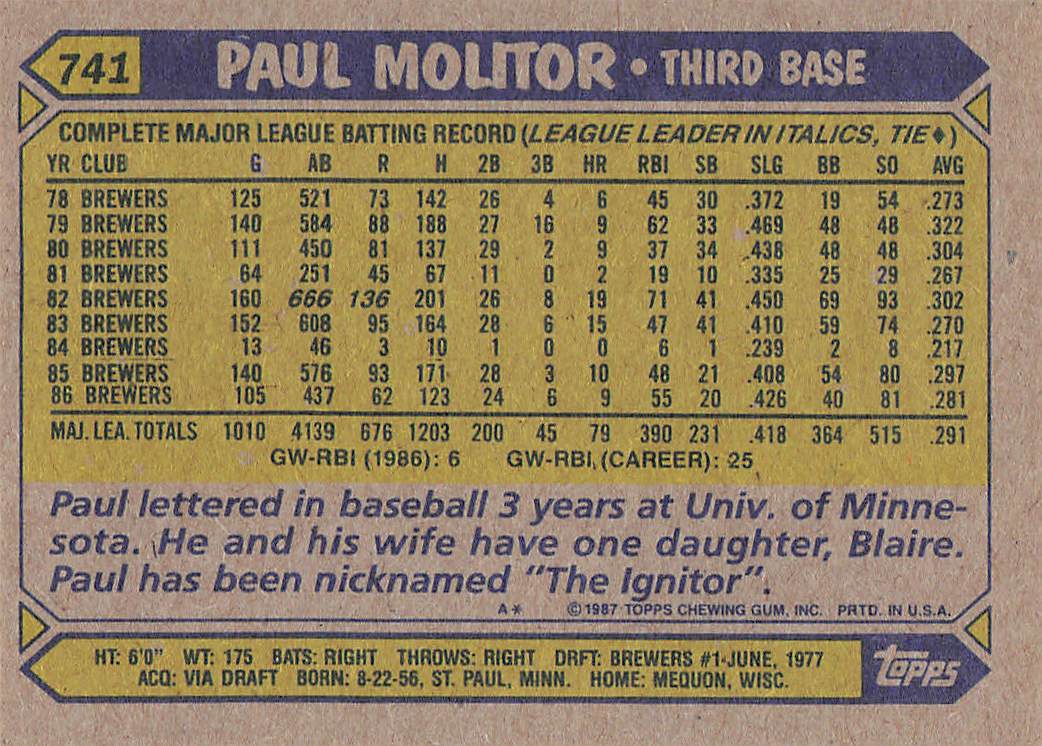 741 PAUL MOLITOR • THIRD BASE
COMPLETE MAJOR LEAGUE BATTING RECORD (LEAGUE LEADER IN ITALICS, TIE♦)
YR CLUB G AB R H 2B 3B HR RBI SB SLG BB SO AVG
78 BREWERS 125 521 73 142 26 4 6 45 30 .372 19 54 .273
79 BREWERS 140 584 88 188 27 16 9 62 33 .469 48 48 .322
80 BREWERS 111 450 81 137 29 2 9 37 34 .438 48 48 .304
81 BREWERS 64 251 45 67 11 0 2 19 10 .335 25 29 .267
82 BREWERS 160 666 136 201 26 8 19 71 41 .450 69 93 .302
83 BREWERS 152 608 95 164 28 6 15 47 41 .410 59 74 .270
84 BREWERS 13 46 3 10 1 0 0 6 1 .239 2 8 .217
85 BREWERS 140 576 93 171 28 3 10 48 21 .408 54 80 .297
86 BREWERS 105 437 62 123 24 6 9 55 20 .426 40 81 .281
MAJ. LEA. TOTALS 1010 4139 676 1203 200 45 79 390 231 .418 364 515 .291
GW-RBI (1986): 6 GW-RBI (CAREER): 25
Paul lettered in baseball 3 years at Univ. of Minne-
sota. He and his wife have one daughter, Blaire.
Paul has been nicknamed "The Ignitor".
A* ©1987 TOPPS CHEWING GUM, INC. PRTD. IN U.S.A.
HT: 6'0" WT: 175 BATS: RIGHT THROWS: RIGHT DRFT: BREWERS #1-JUNE, 1977
ACQ: VIA DRAFT BORN: 8-22-56, ST. PAUL, MINN. HOME: MEQUON, WISC.
topps